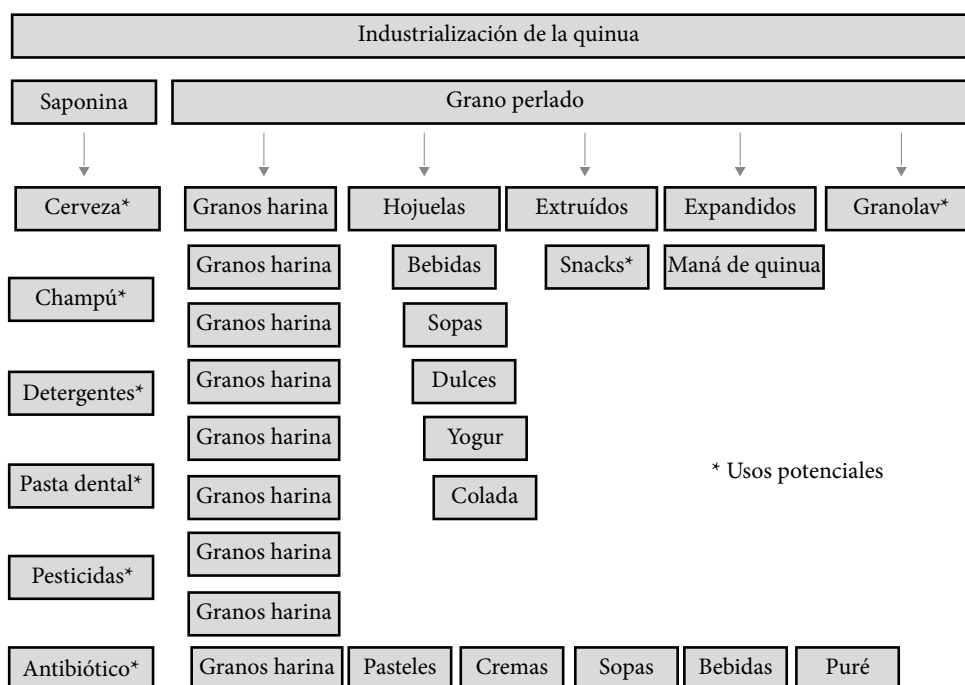 Industrialización de la quinua
Saponina Grano perlado
Cerveza* Granos harina Hojuelas Extruídos Expandidos Granolav*
Granos harina Bebidas Snacks* Maná de quinua
Champú*
Granos harina Sopas
Detergentes* Granos harina Dulces
Granos harina Yogur
* Usos potenciales
Pasta dental* Granos harina Colada
Granos harina
Pesticidas*
Granos harina
Antibiótico* Granos harina Pasteles Cremas Sopas Bebidas Puré